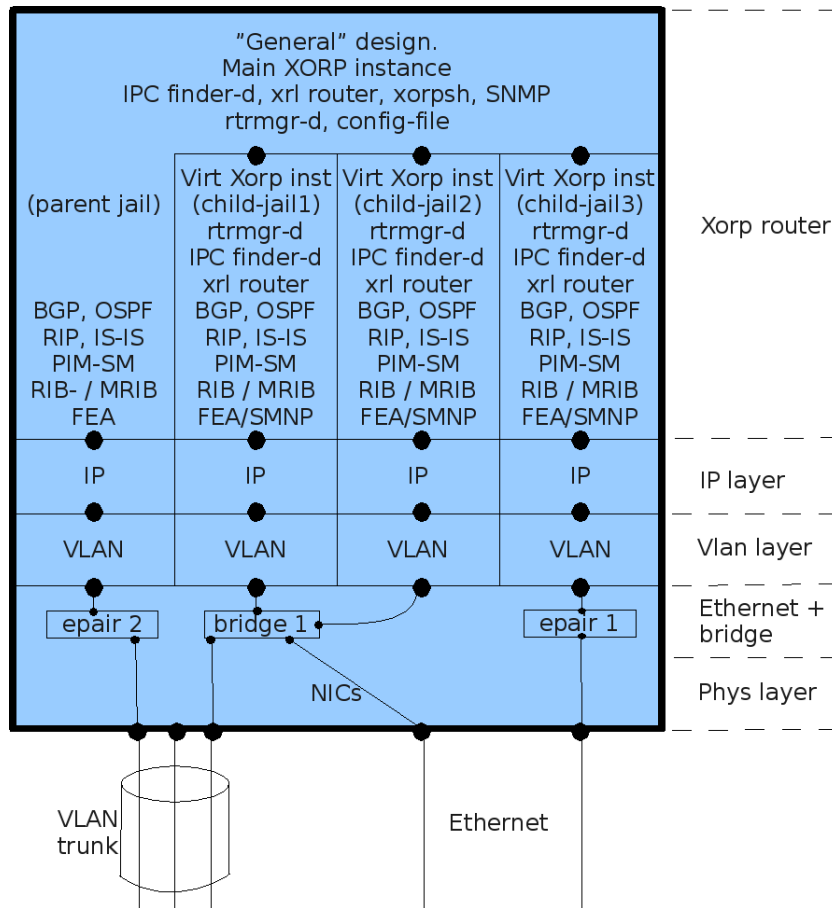 ”General” design.
Main XORP instance
IPC finder-d, xrl router, xorpsh, SNMP
rtrmgr-d, config-file
(parent jail)
BGP, OSPF
RIP, IS-IS
PIM-SM
RIB- / MRIB
FEA
Virt Xorp inst
(child-jail1)
rtrmgr-d
IPC finder-d
xrl router
BGP, OSPF
RIP, IS-IS
PIM-SM
RIB / MRIB
FEA/SMNP
Virt Xorp inst
(child-jail2)
rtrmgr-d
IPC finder-d
xrl router
BGP, OSPF
RIP, IS-IS
PIM-SM
RIB / MRIB
FEA/SMNP
Virt Xorp inst
(child-jail3)
rtrmgr-d
IPC finder-d
xrl router
BGP, OSPF
RIP, IS-IS
PIM-SM
RIB / MRIB
FEA/SMNP
Xorp router
IP
IP
IP
IP
IP layer
VLAN
VLAN
VLAN
VLAN
Vlan layer
epair 2
bridge 1
epair 1
Ethernet +
bridge
NICs
Phys layer
VLAN
trunk
Ethernet